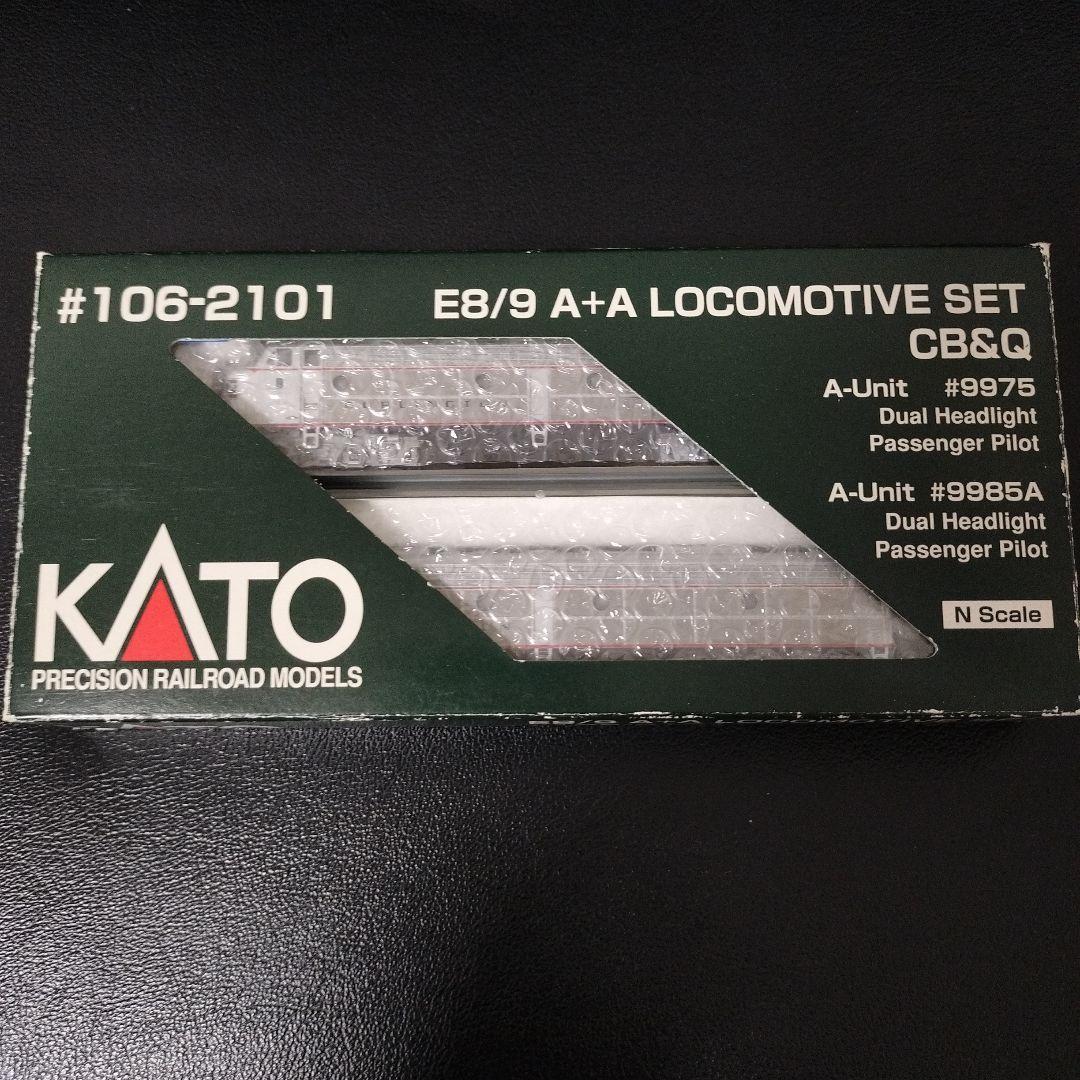 #106-2101
E8/9 A+A LOCOMOTIVE SET
CB&Q
A-Unit #9975
Dual Headlight
Passenger Pilot
A-Unit #9985A
Dual Headlight
Passenger Pilot
N Scale
KATO
PRECISION RAILROAD MODELS